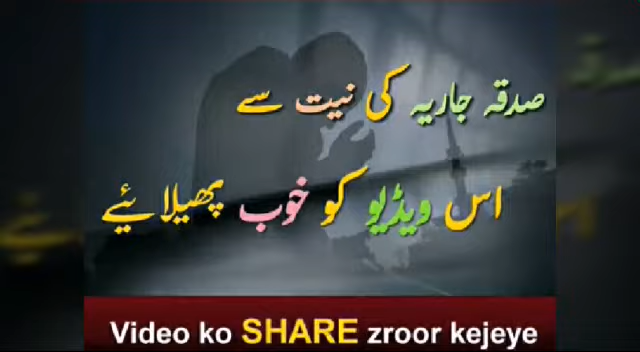 صدقہ جاریہ کی نیت سے
اس ویڈیو کو خوب پھیلائیے
Video ko SHARE zroor kejeye